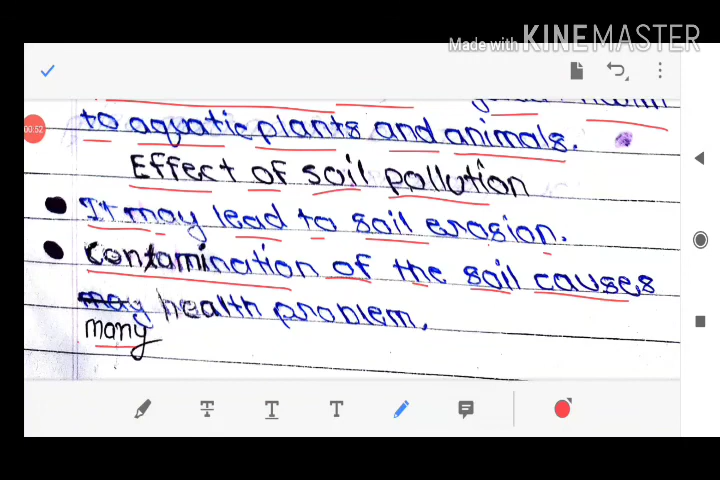 Made with KINEMASTER
00:52
to aquatic plants and animals.
Effect of soil pollution
It may lead to soil erosion.
Contamination of the soil causes
many health problem.
many
T T T